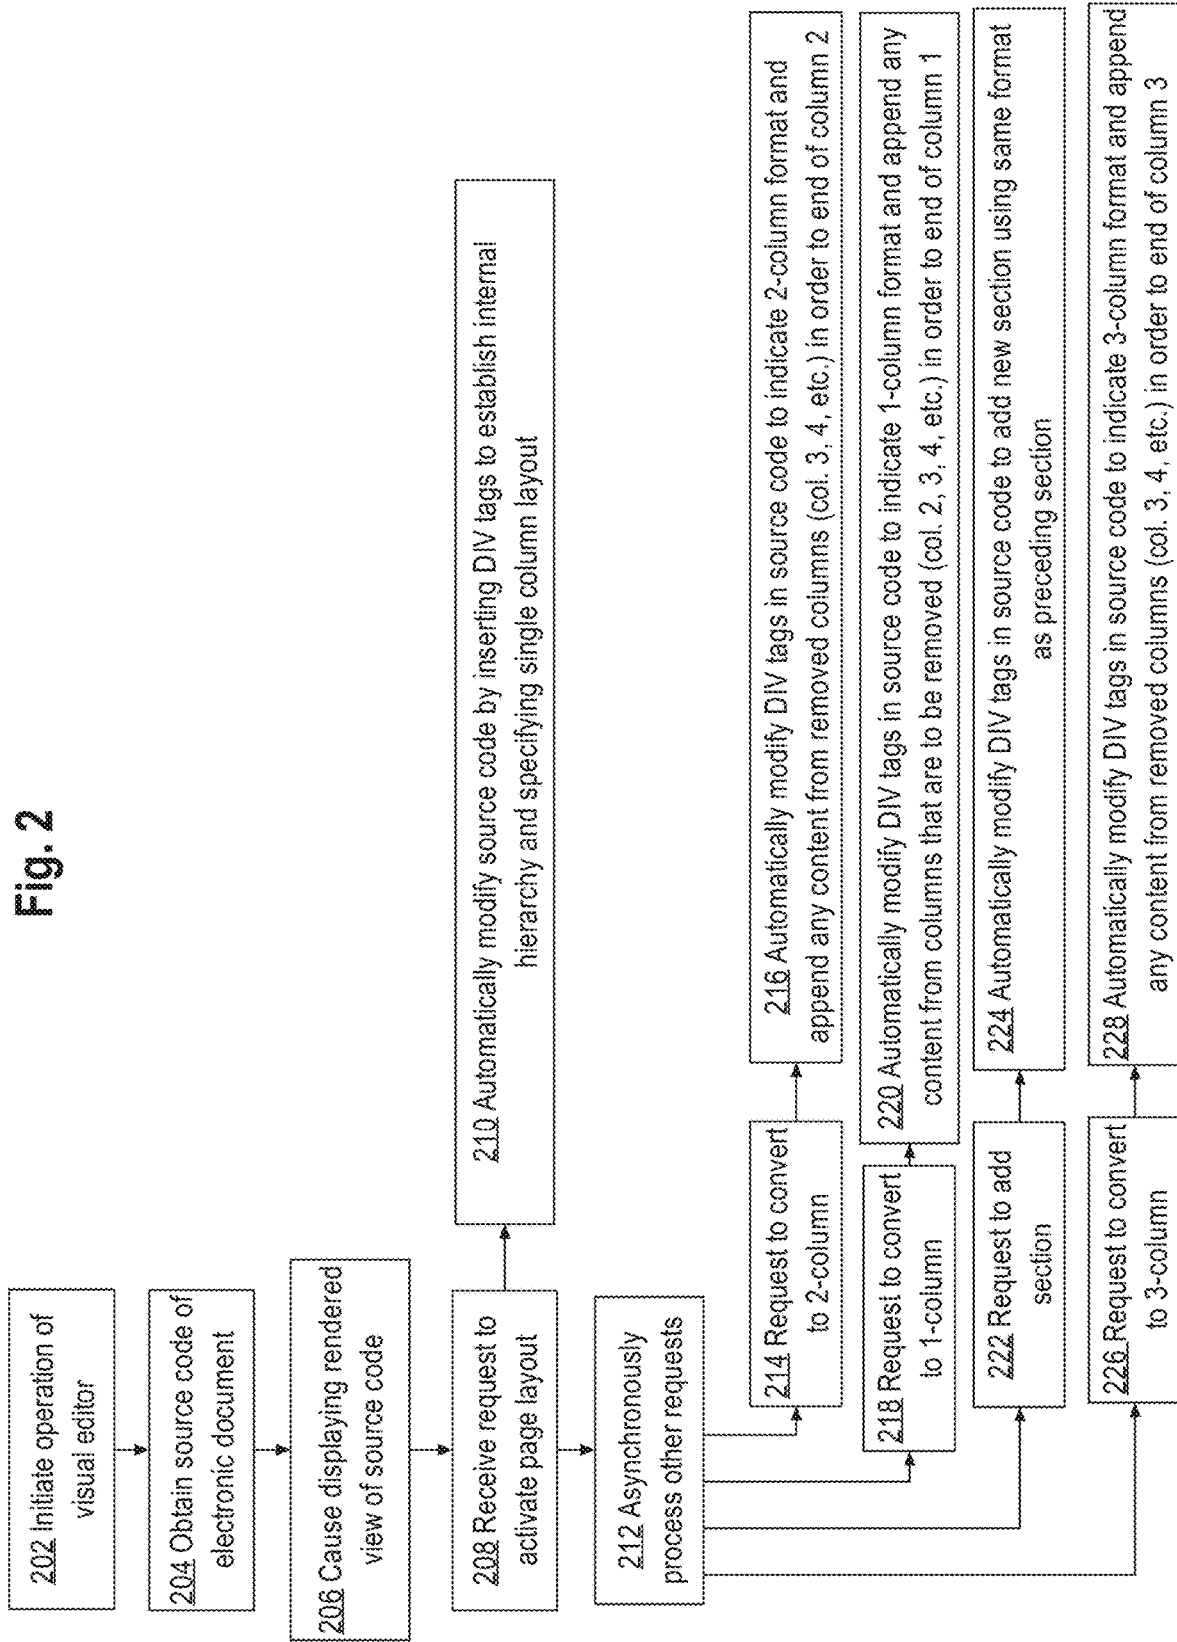 Fig. 2
202 Initiate operation of
visual editor
204 Obtain source code of
electronic document
206 Cause displaying rendered
view of source code
208 Receive request to
activate page layout
210 Automatically modify source code by inserting DIV tags to establish internal
hierarchy and specifying single column layout
212 Asynchronously
process other requests
214 Request to convert
to 2-column
216 Automatically modify DIV tags in source code to indicate 2-column format and
append any content from removed columns (col. 3, 4, etc.) in order to end of column 2
218 Request to convert
to 1-column
220 Automatically modify DIV tags in source code to indicate 1-column format and append any
content from columns that are to be removed (col. 2, 3, 4, etc.) in order to end of column 1
222 Request to add
section
224 Automatically modify DIV tags in source code to add new section using same format
as preceding section
226 Request to convert
to 3-column
228 Automatically modify DIV tags in source code to indicate 3-column format and append
any content from removed columns (col. 3, 4, etc.) in order to end of column 3